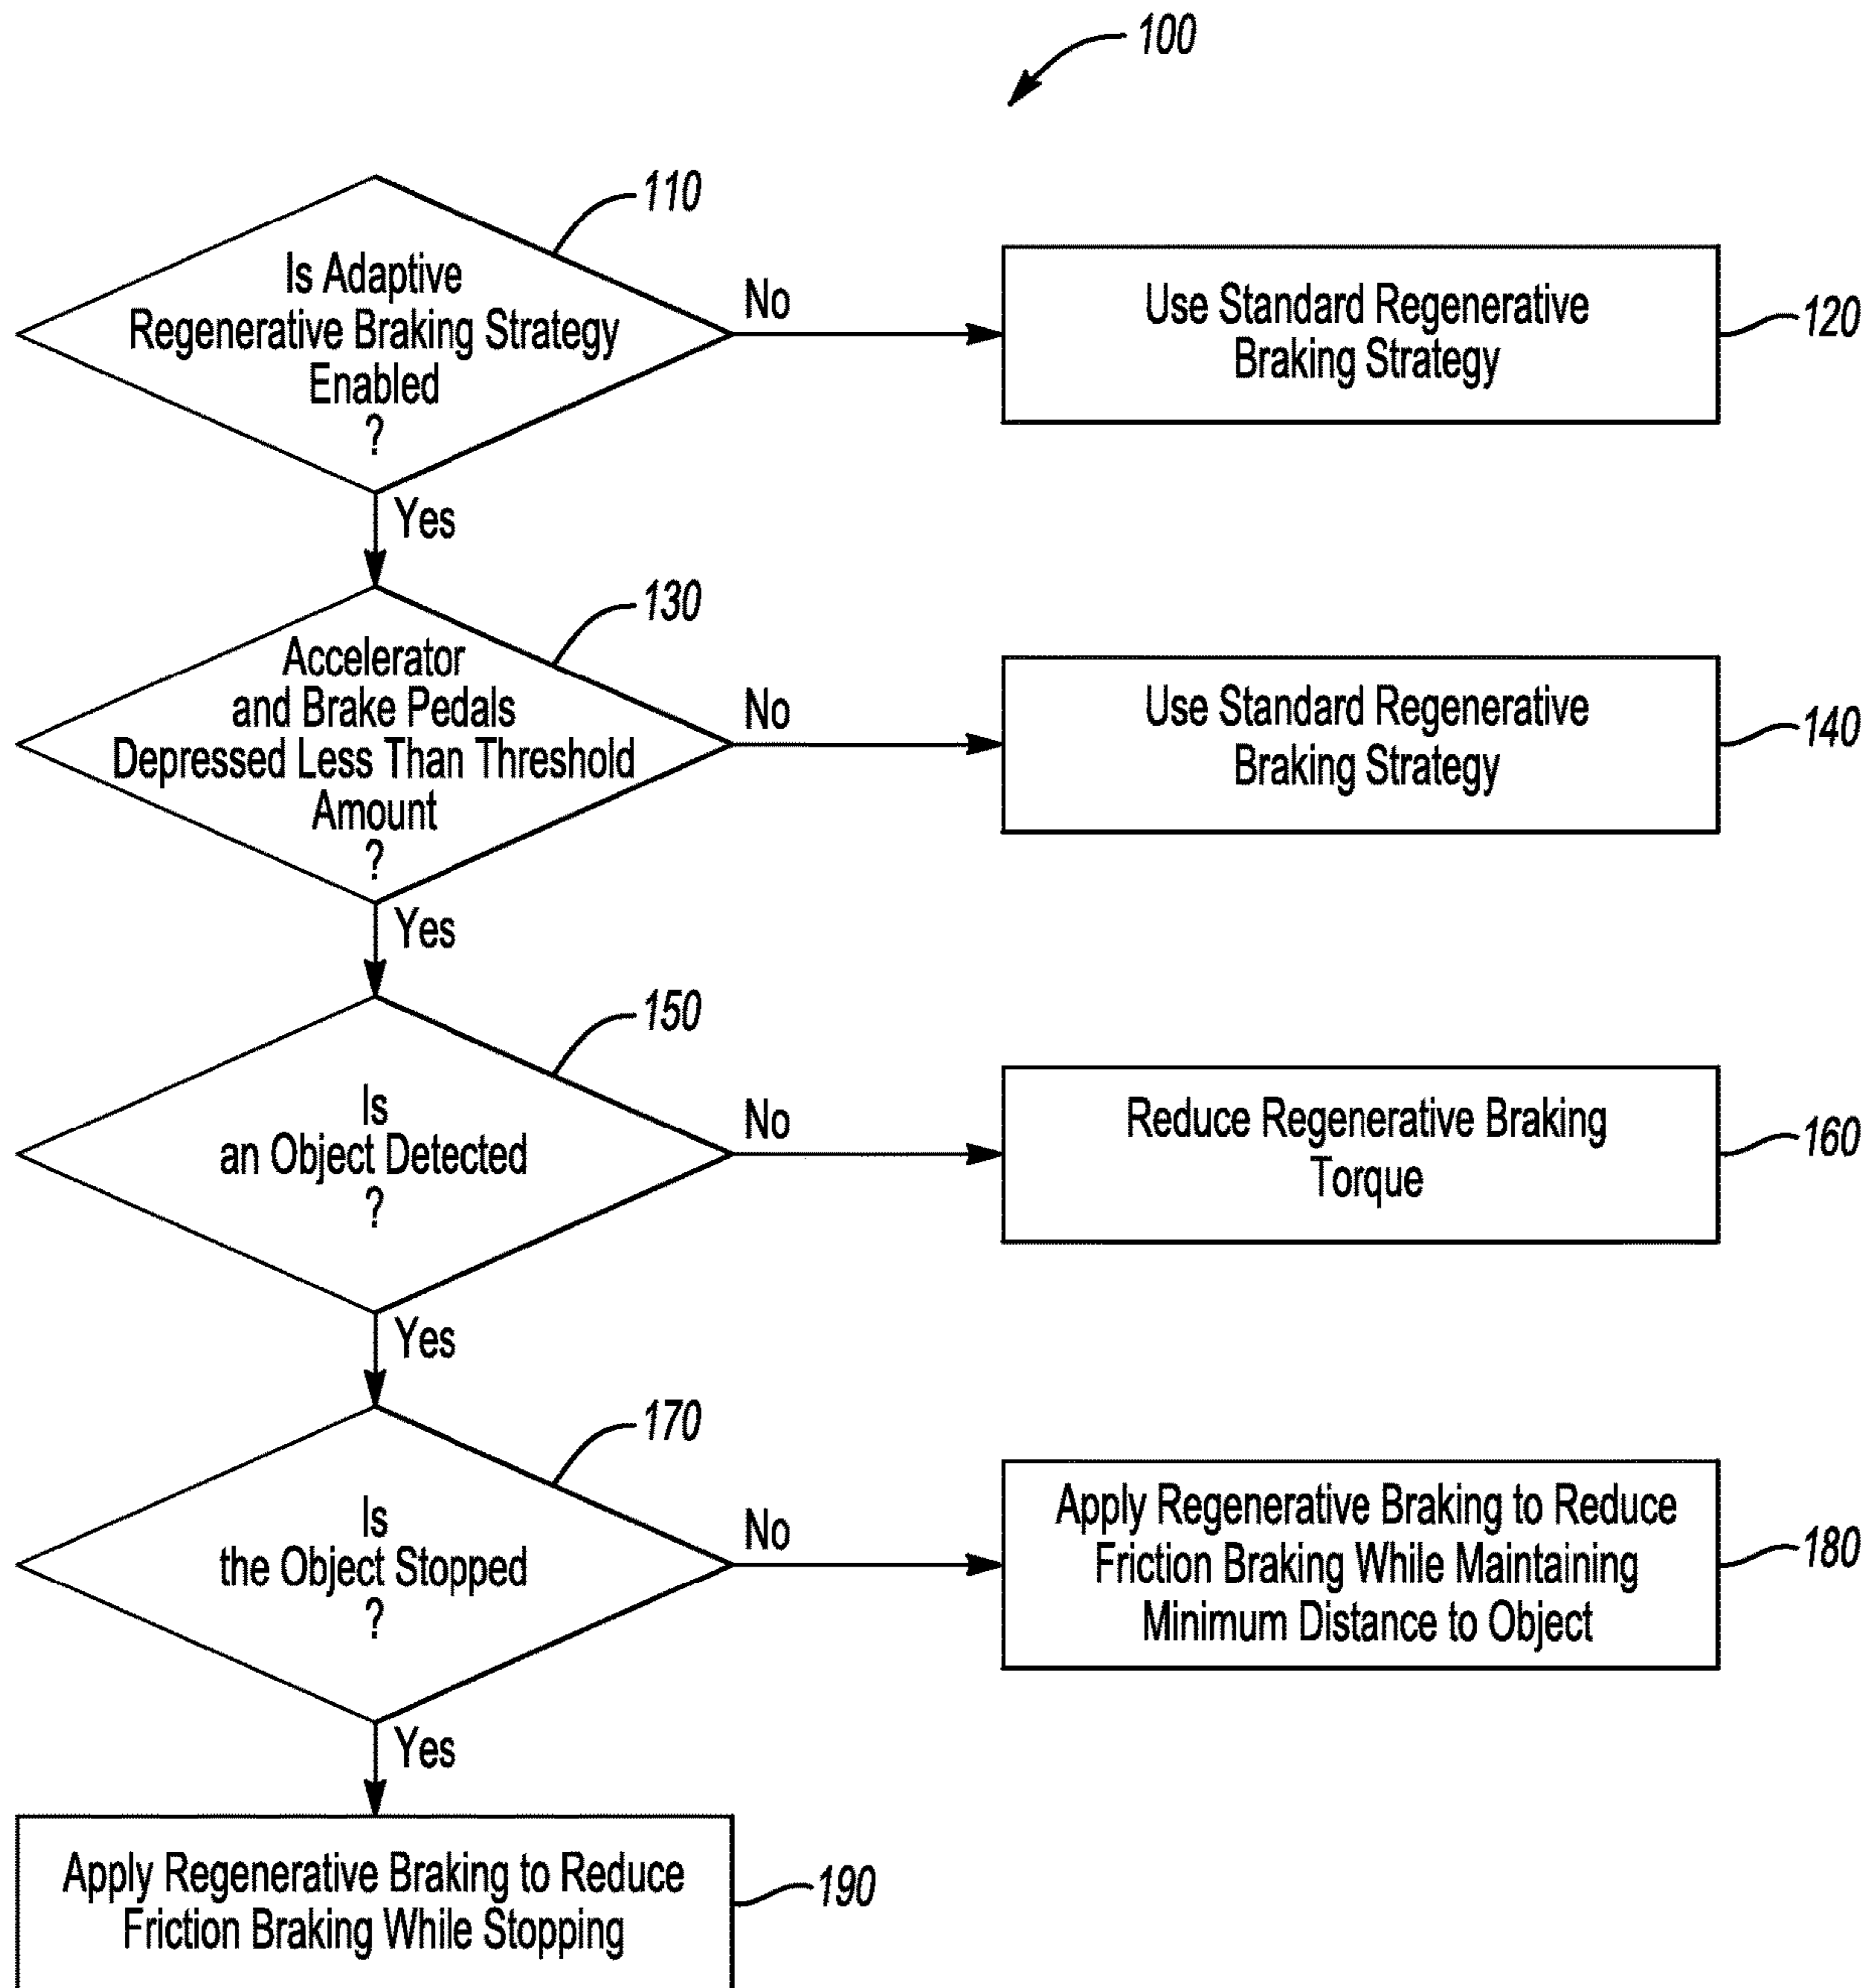 100
110
Is Adaptive
Regenerative Braking Strategy
Enabled
?
No
Use Standard Regenerative
Braking Strategy
120
Yes
130
Accelerator
and Brake Pedals
Depressed Less Than Threshold
Amount
?
No
Use Standard Regenerative
Braking Strategy
140
Yes
150
Is
an Object Detected
?
No
Reduce Regenerative Braking
Torque
160
Yes
170
Is
the Object Stopped
?
No
Apply Regenerative Braking to Reduce
Friction Braking While Maintaining
Minimum Distance to Object
180
Yes
Apply Regenerative Braking to Reduce
Friction Braking While Stopping
190